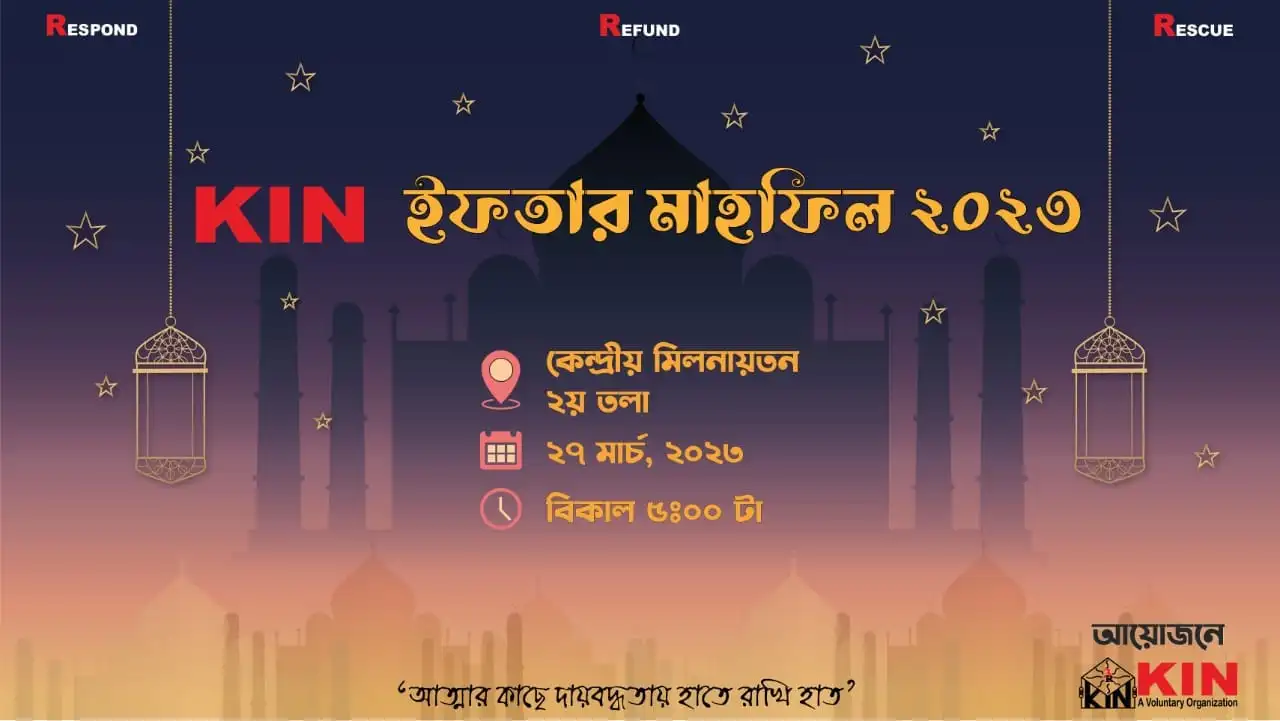 RESPOND
REFUND
RESCUE
KIN ইফতার মাহফিল ২০২৩
কেন্দ্রীয় মিলনায়তন
২য় তলা
২৭ মার্চ, ২০২৩
বিকাল ৫ঃ০০ টা
আয়োজনে
KIN
KIN
A Voluntary Organization
‘আত্মার কাছে দায়বদ্ধতায় হাতে রাখি হাত’